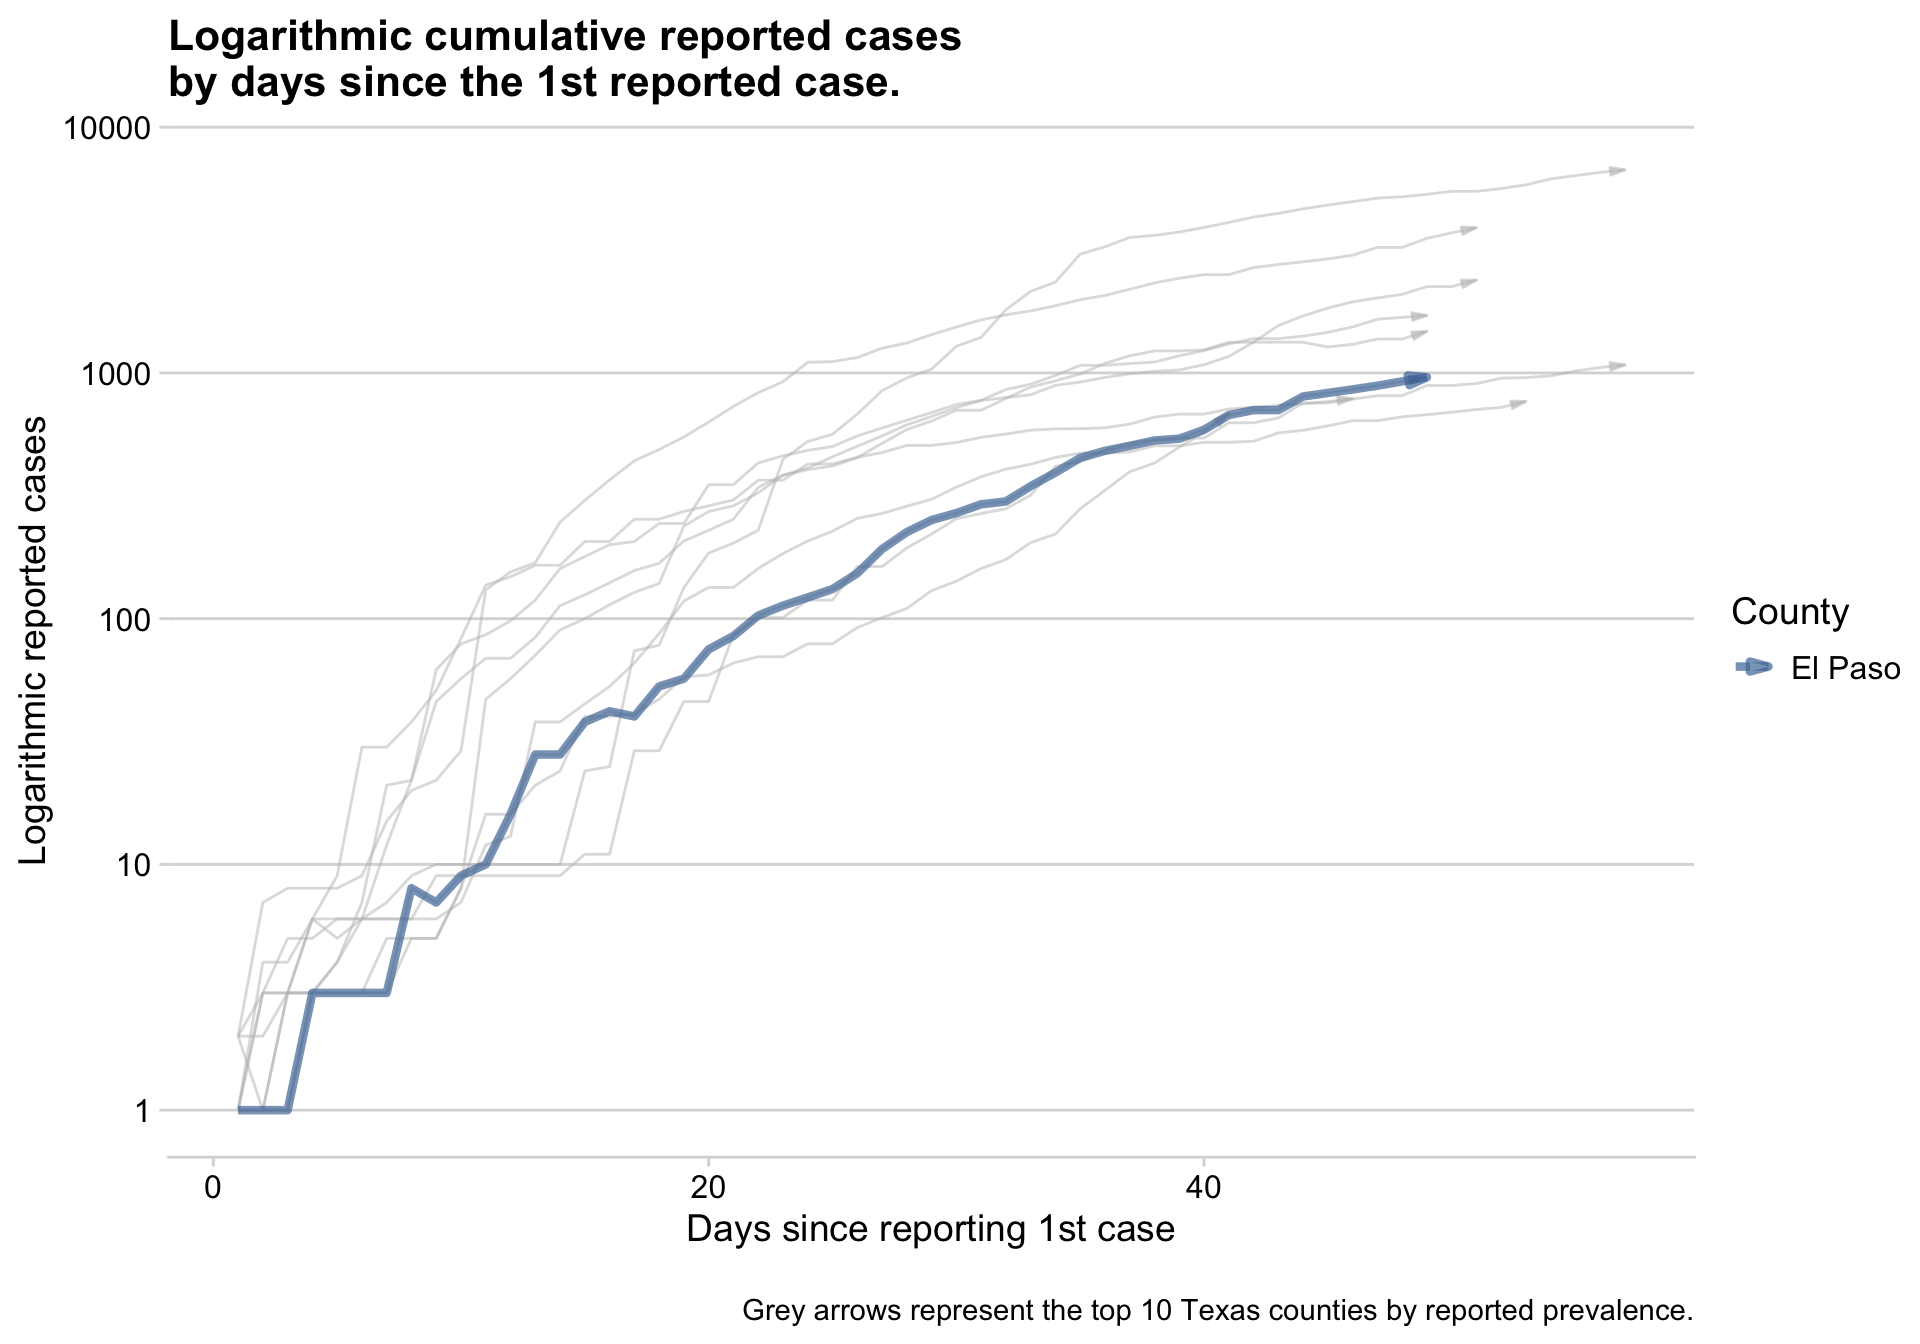 Logarithmic cumulative reported cases
by days since the 1st reported case.
10000
1000
100
10
1
Logarithmic reported cases
0
20
40
Days since reporting 1st case
County
El Paso
Grey arrows represent the top 10 Texas counties by reported prevalence.